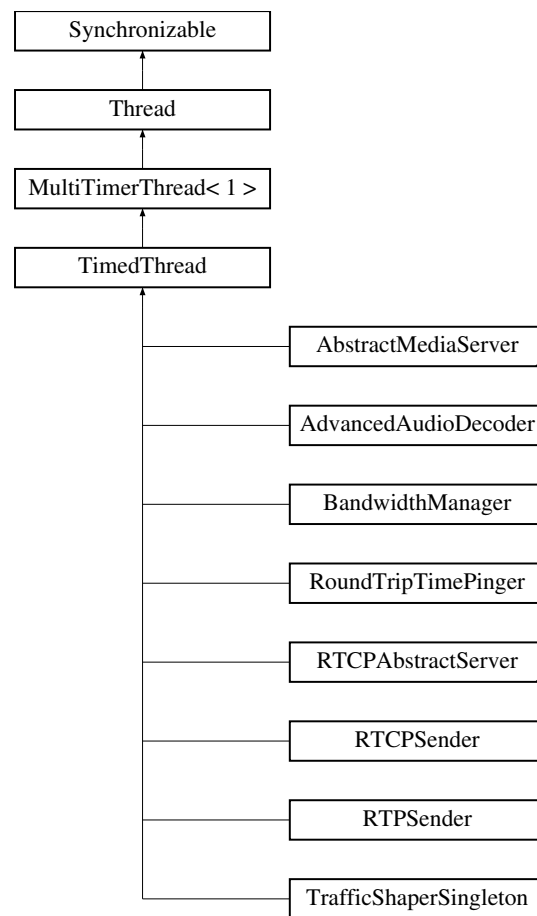 Synchronizable
Thread
MultiTimerThread< 1 >
TimedThread
AbstractMediaServer
AdvancedAudioDecoder
BandwidthManager
RoundTripTimePinger
RTCPAbstractServer
RTCPSender
RTPSender
TrafficShaperSingleton